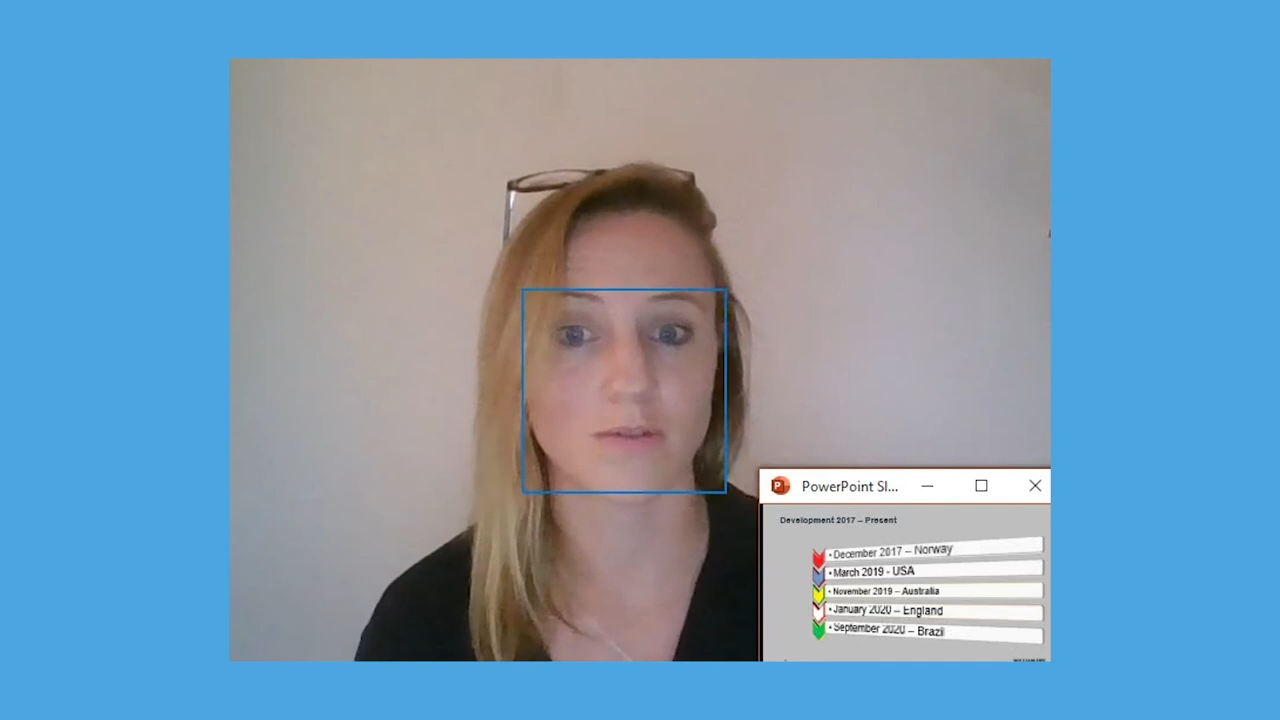 PowerPoint Sl...
Development 2017 – Present
• December 2017 – Norway
• March 2019 - USA
• November 2019 – Australia
• January 2020 – England
• September 2020 – Brazil